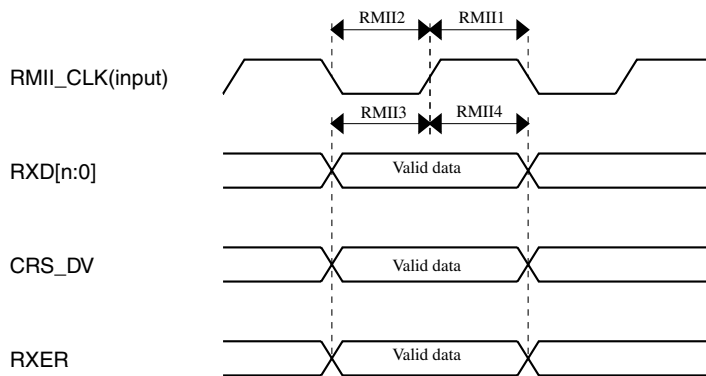 RMII2
RMII1
RMII_CLK(input)
RMII3
RMII4
RXD[n:0]
Valid data
CRS_DV
Valid data
RXER
Valid data